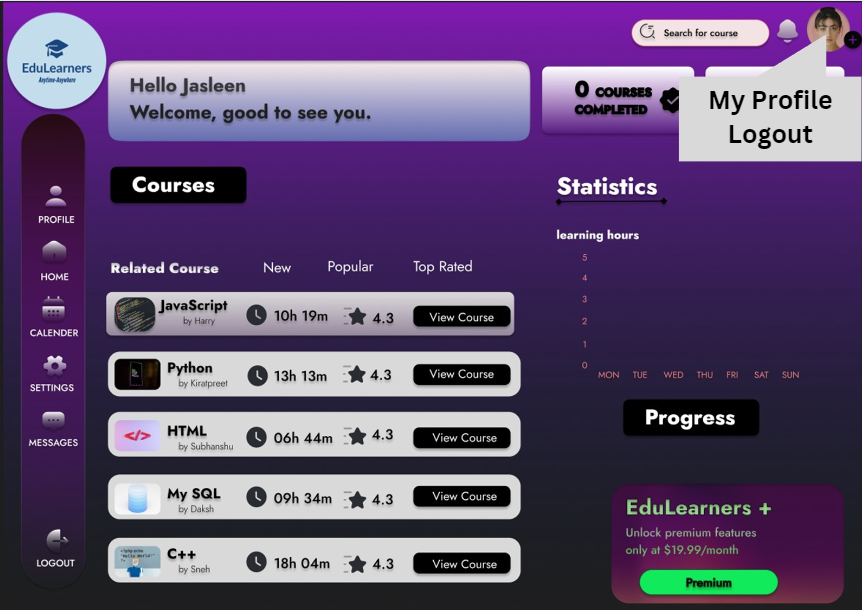 EduLearners
Anytime-Anywhere
Search for course
Hello Jasleen
Welcome, good to see you.
0 COURSES
COMPLETED
My Profile
Logout
PROFILE
HOME
CALENDER
SETTINGS
MESSAGES
LOGOUT
Courses
Related Course New Popular Top Rated
JavaScript
by Harry
10h 19m 4.3 View Course
Python
by Kiratpreet
13h 13m 4.3 View Course
HTML
by Subhanshu
06h 44m 4.3 View Course
My SQL
by Daksh
09h 34m 4.3 View Course
C++
by Sneh
18h 04m 4.3 View Course
Statistics
learning hours
5
4
3
2
1
0
MON TUE WED THU FRI SAT SUN
Progress
EduLearners +
Unlock premium features
only at $19.99/month
Premium